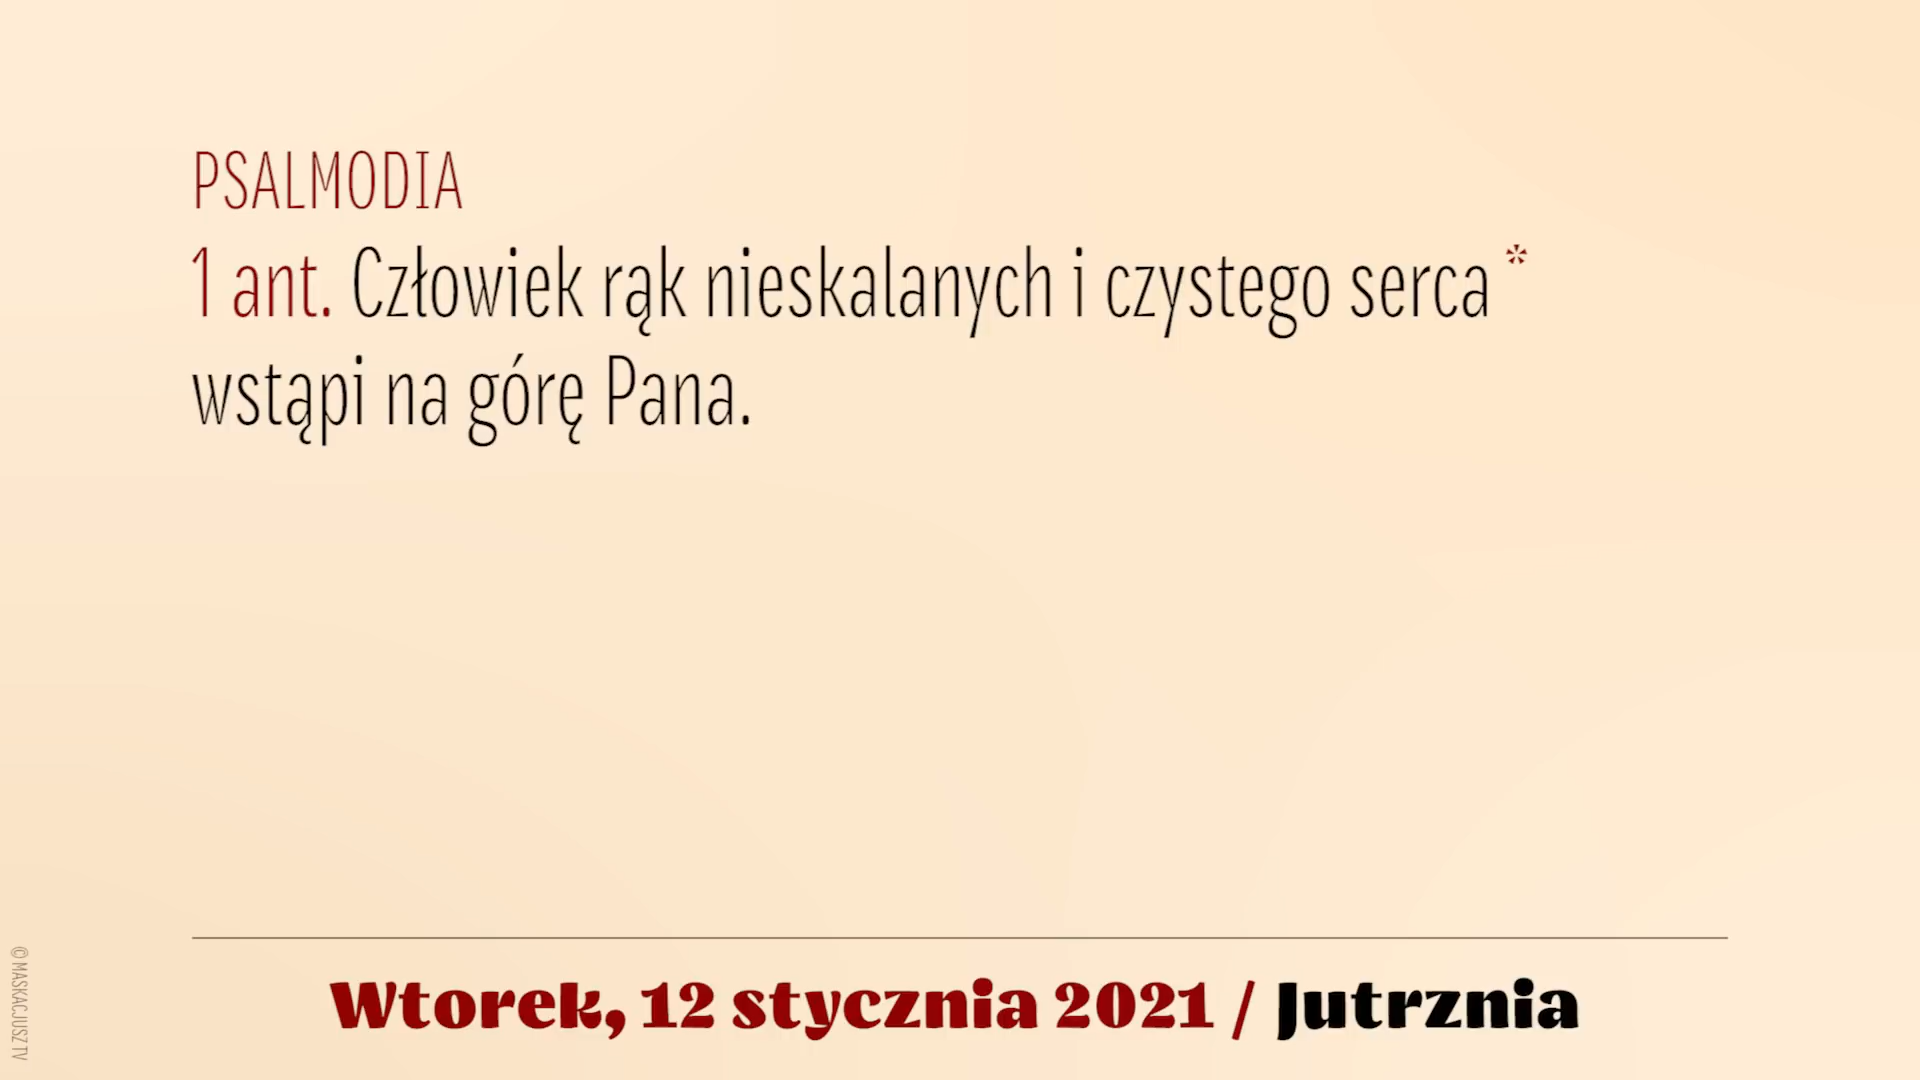 PSALMODIA
1 ant. Człowiek rąk nieskalanych i czystego serca *
wstąpi na górę Pana.
Wtorek, 12 stycznia 2021 / Jutrznia
© MASKACJUSZ TV